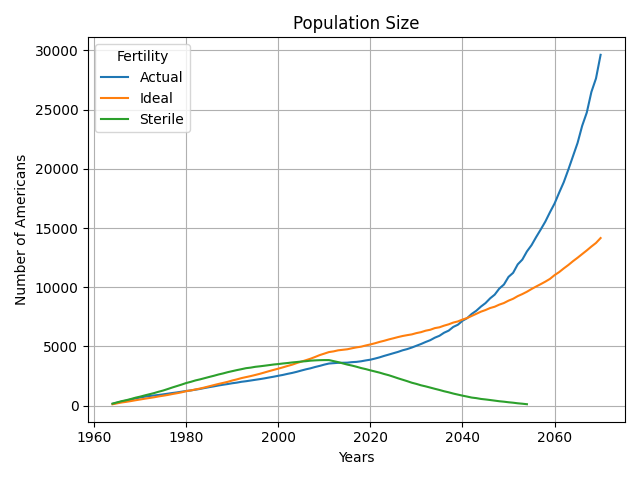 Population Size
Fertility
Actual
Ideal
Sterile
Number of Americans
30000
25000
20000
15000
10000
5000
0
1960
1980
2000
2020
2040
2060
Years